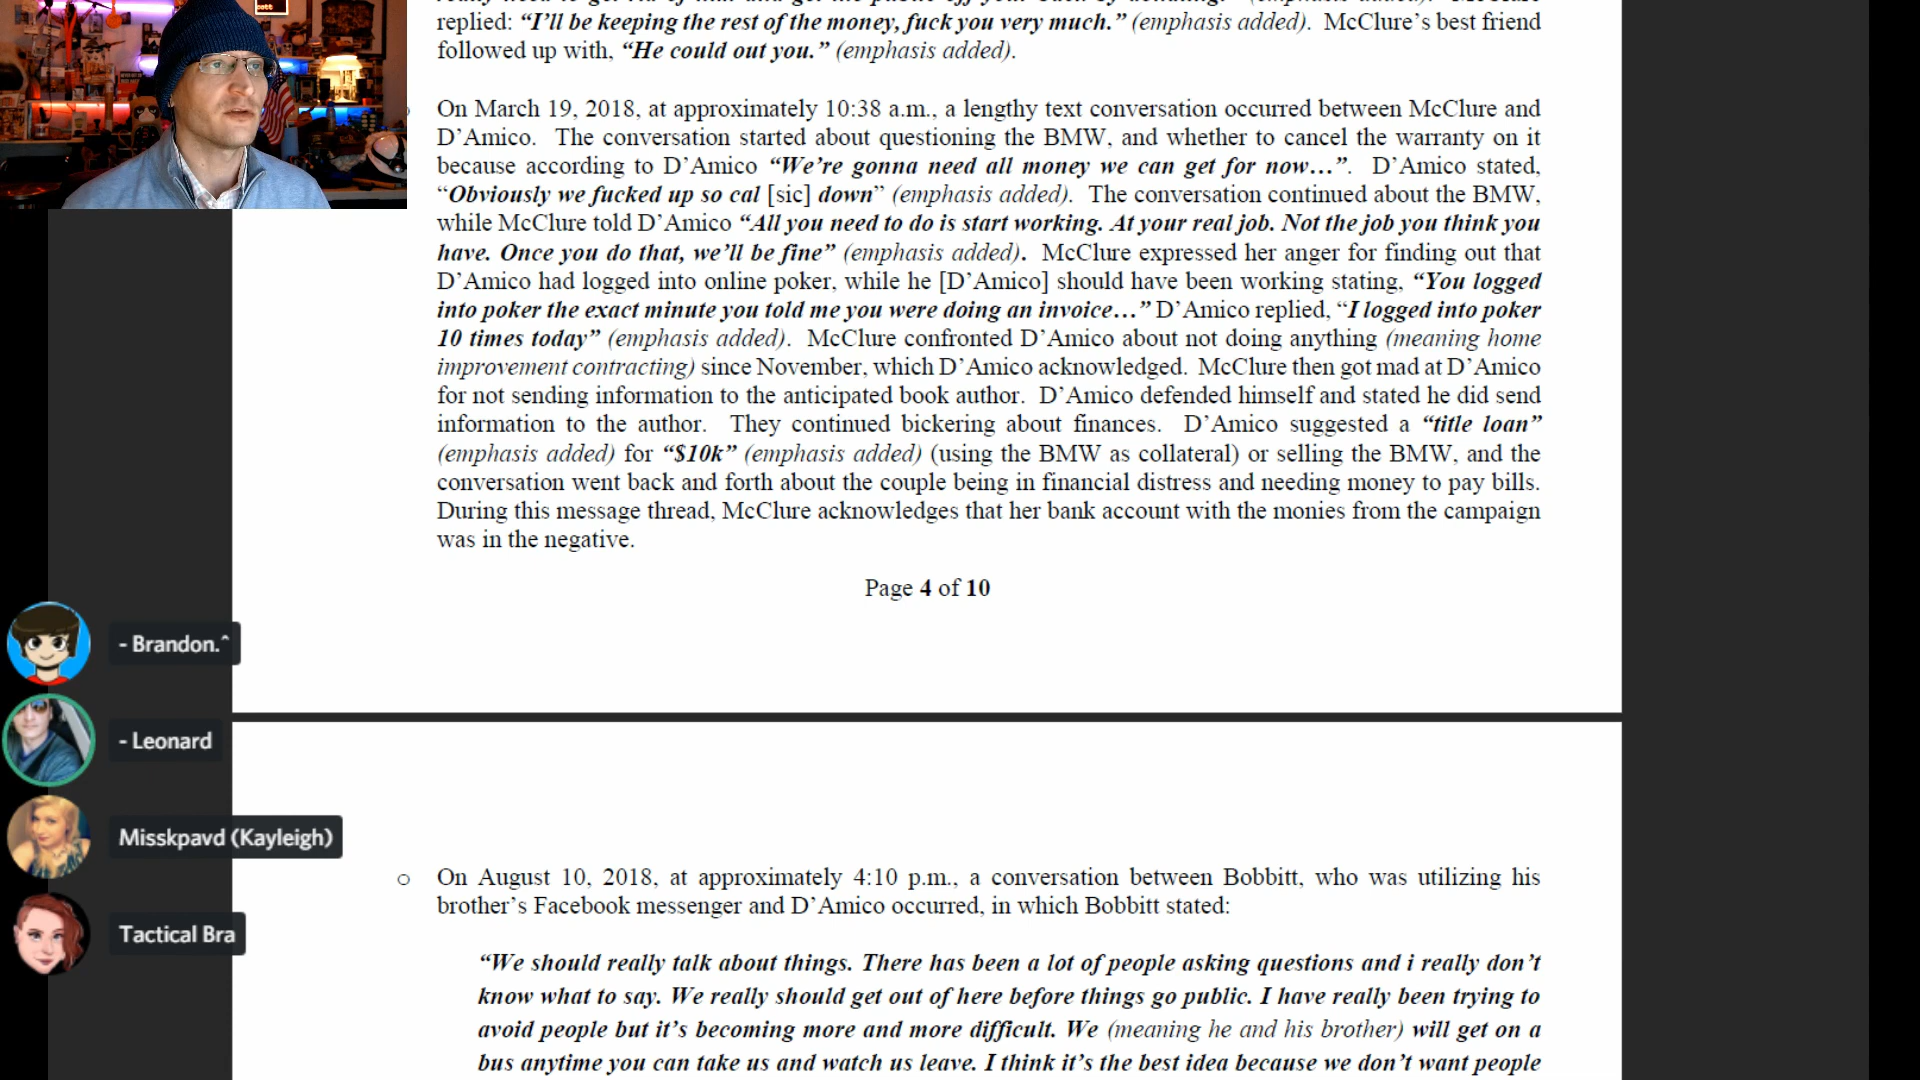 replied: “I’ll be keeping the rest of the money, fuck you very much.” (emphasis added). McClure’s best friend
followed up with, “He could out you.” (emphasis added).
On March 19, 2018, at approximately 10:38 a.m., a lengthy text conversation occurred between McClure and
D’Amico. The conversation started about questioning the BMW, and whether to cancel the warranty on it
because according to D’Amico “We’re gonna need all money we can get for now…”. D’Amico stated,
“Obviously we fucked up so cal [sic] down” (emphasis added). The conversation continued about the BMW,
while McClure told D’Amico “All you need to do is start working. At your real job. Not the job you think you
have. Once you do that, we’ll be fine” (emphasis added). McClure expressed her anger for finding out that
D’Amico had logged into online poker, while he [D’Amico] should have been working stating, “You logged
into poker the exact minute you told me you were doing an invoice…” D’Amico replied, “I logged into poker
10 times today” (emphasis added). McClure confronted D’Amico about not doing anything (meaning home
improvement contracting) since November, which D’Amico acknowledged. McClure then got mad at D’Amico
for not sending information to the anticipated book author. D’Amico defended himself and stated he did send
information to the author. They continued bickering about finances. D’Amico suggested a “title loan”
(emphasis added) for “$10k” (emphasis added) (using the BMW as collateral) or selling the BMW, and the
conversation went back and forth about the couple being in financial distress and needing money to pay bills.
During this message thread, McClure acknowledges that her bank account with the monies from the campaign
was in the negative.
Page 4 of 10
- Brandon.^
- Leonard
Misskpavd (Kayleigh)
Tactical Bra
o On August 10, 2018, at approximately 4:10 p.m., a conversation between Bobbitt, who was utilizing his
brother’s Facebook messenger and D’Amico occurred, in which Bobbitt stated:
“We should really talk about things. There has been a lot of people asking questions and i really don’t
know what to say. We really should get out of here before things go public. I have really been trying to
avoid people but it’s becoming more and more difficult. We (meaning he and his brother) will get on a
bus anytime you can take us and watch us leave. I think it’s the best idea because we don’t want people